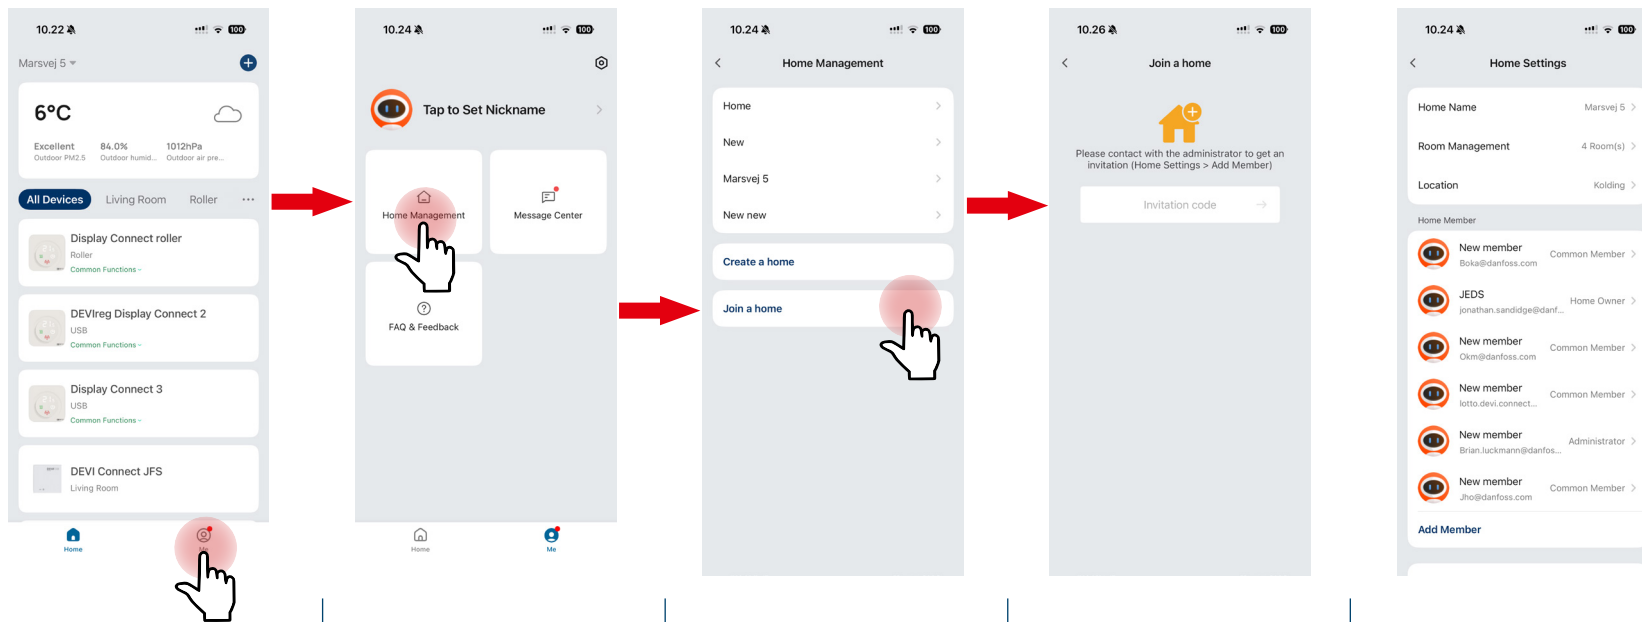 10.22
100
Marsvej 5
6°C
Excellent
Outdoor PM2.5
84.0%
Outdoor humid...
1012hPa
Outdoor air pre...
All Devices
Living Room
Roller
Display Connect roller
Roller
Common Functions
DEVIreg Display Connect 2
USB
Common Functions
Display Connect 3
USB
Common Functions
DEVI Connect JFS
Living Room
Home
Me
10.24
100
Tap to Set Nickname
Home Management
Message Center
FAQ & Feedback
Home
Me
10.24
100
Home Management
Home
New
Marsvej 5
New new
Create a home
Join a home
10.26
100
Join a home
Please contact with the administrator to get an
invitation (Home Settings > Add Member)
Invitation code
10.24
100
Home Settings
Home Name Marsvej 5
Room Management 4 Room(s)
Location Kolding
Home Member
New member
Boka@danfoss.com
Common Member
JEDS
jonathan.sandidge@danf...
Home Owner
New member
Okm@danfoss.com
Common Member
New member
lotto.devi.connect...
Common Member
New member
Brian.luckmann@danfos...
Administrator
New member
Jho@danfoss.com
Common Member
Add Member